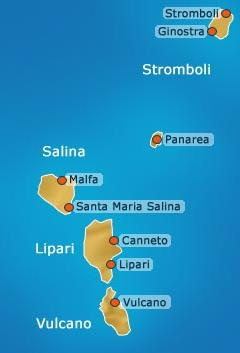 Stromboli
Ginostra
Stromboli
Panarea
Salina
Malfa
Santa Maria Salina
Canneto
Lipari
Lipari
Vulcano
Vulcano